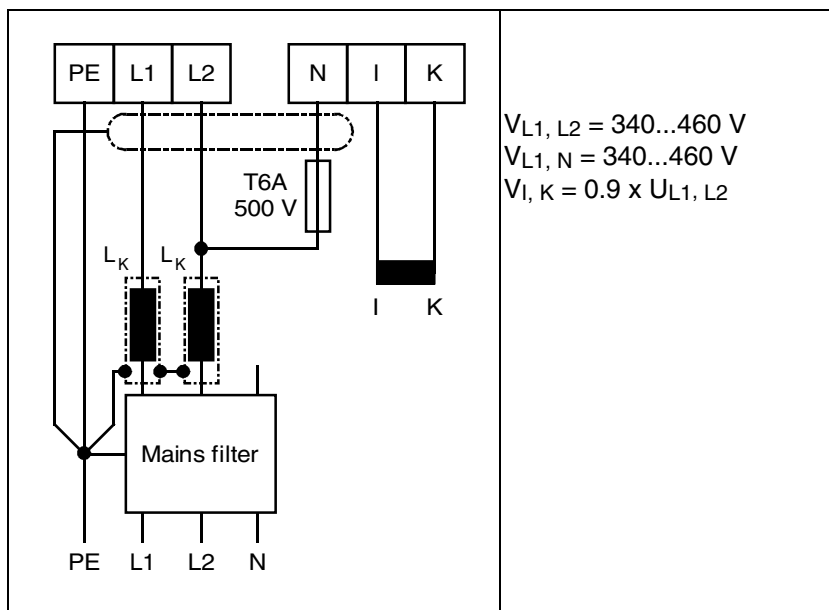 PE L1 L2 N I K
T6A
500 V
LK LK
I K
Mains filter
PE L1 L2 N
VL1, L2 = 340...460 V
VL1, N = 340...460 V
VI, K = 0.9 x UL1, L2